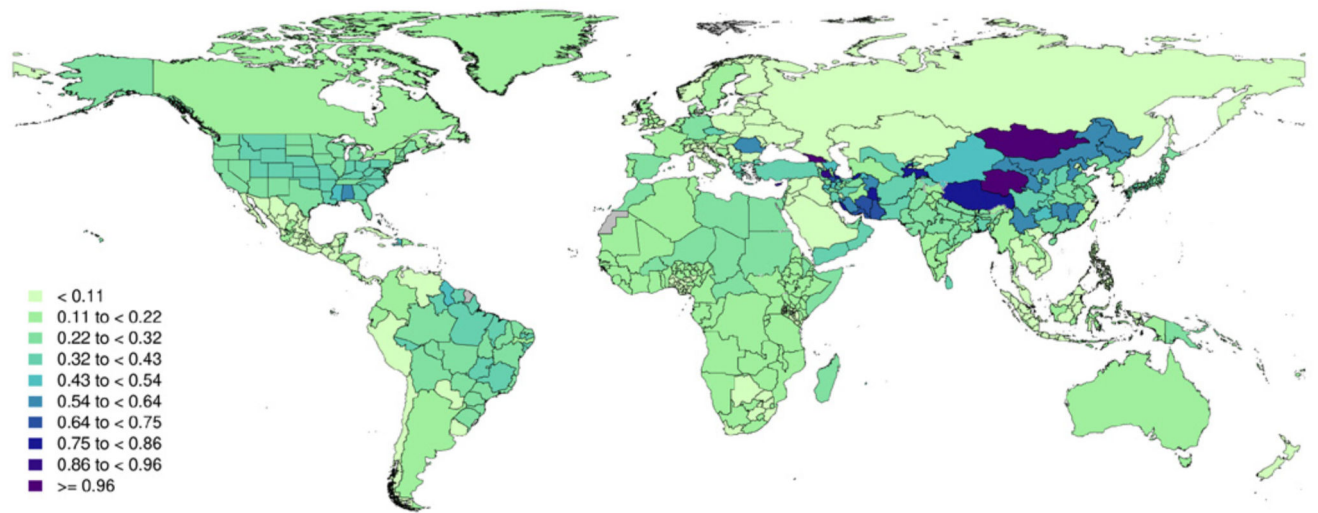 < 0.11
0.11 to < 0.22
0.22 to < 0.32
0.32 to < 0.43
0.43 to < 0.54
0.54 to < 0.64
0.64 to < 0.75
0.75 to < 0.86
0.86 to < 0.96
>= 0.96